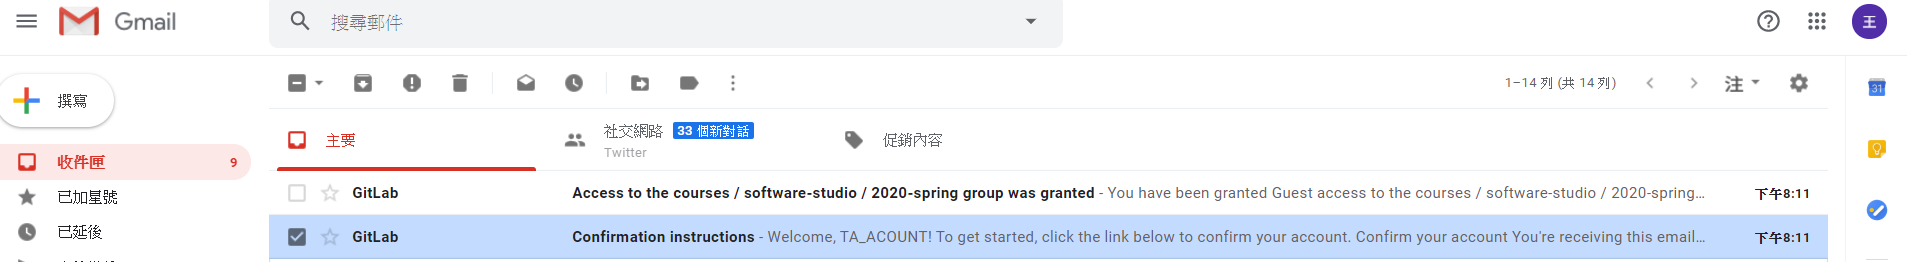 Gmail
搜尋郵件
王
撰寫
1–14 列 (共 14 列)
注
31
主要
社交網路 33 個新對話
Twitter
促銷內容
收件匣 9
已加星號
已延後
GitLab Access to the courses / software-studio / 2020-spring group was granted - You have been granted Guest access to the courses / software-studio / 2020-spring… 下午8:11
GitLab Confirmation instructions - Welcome, TA_ACOUNT! To get started, click the link below to confirm your account. Confirm your account You're receiving this email… 下午8:11